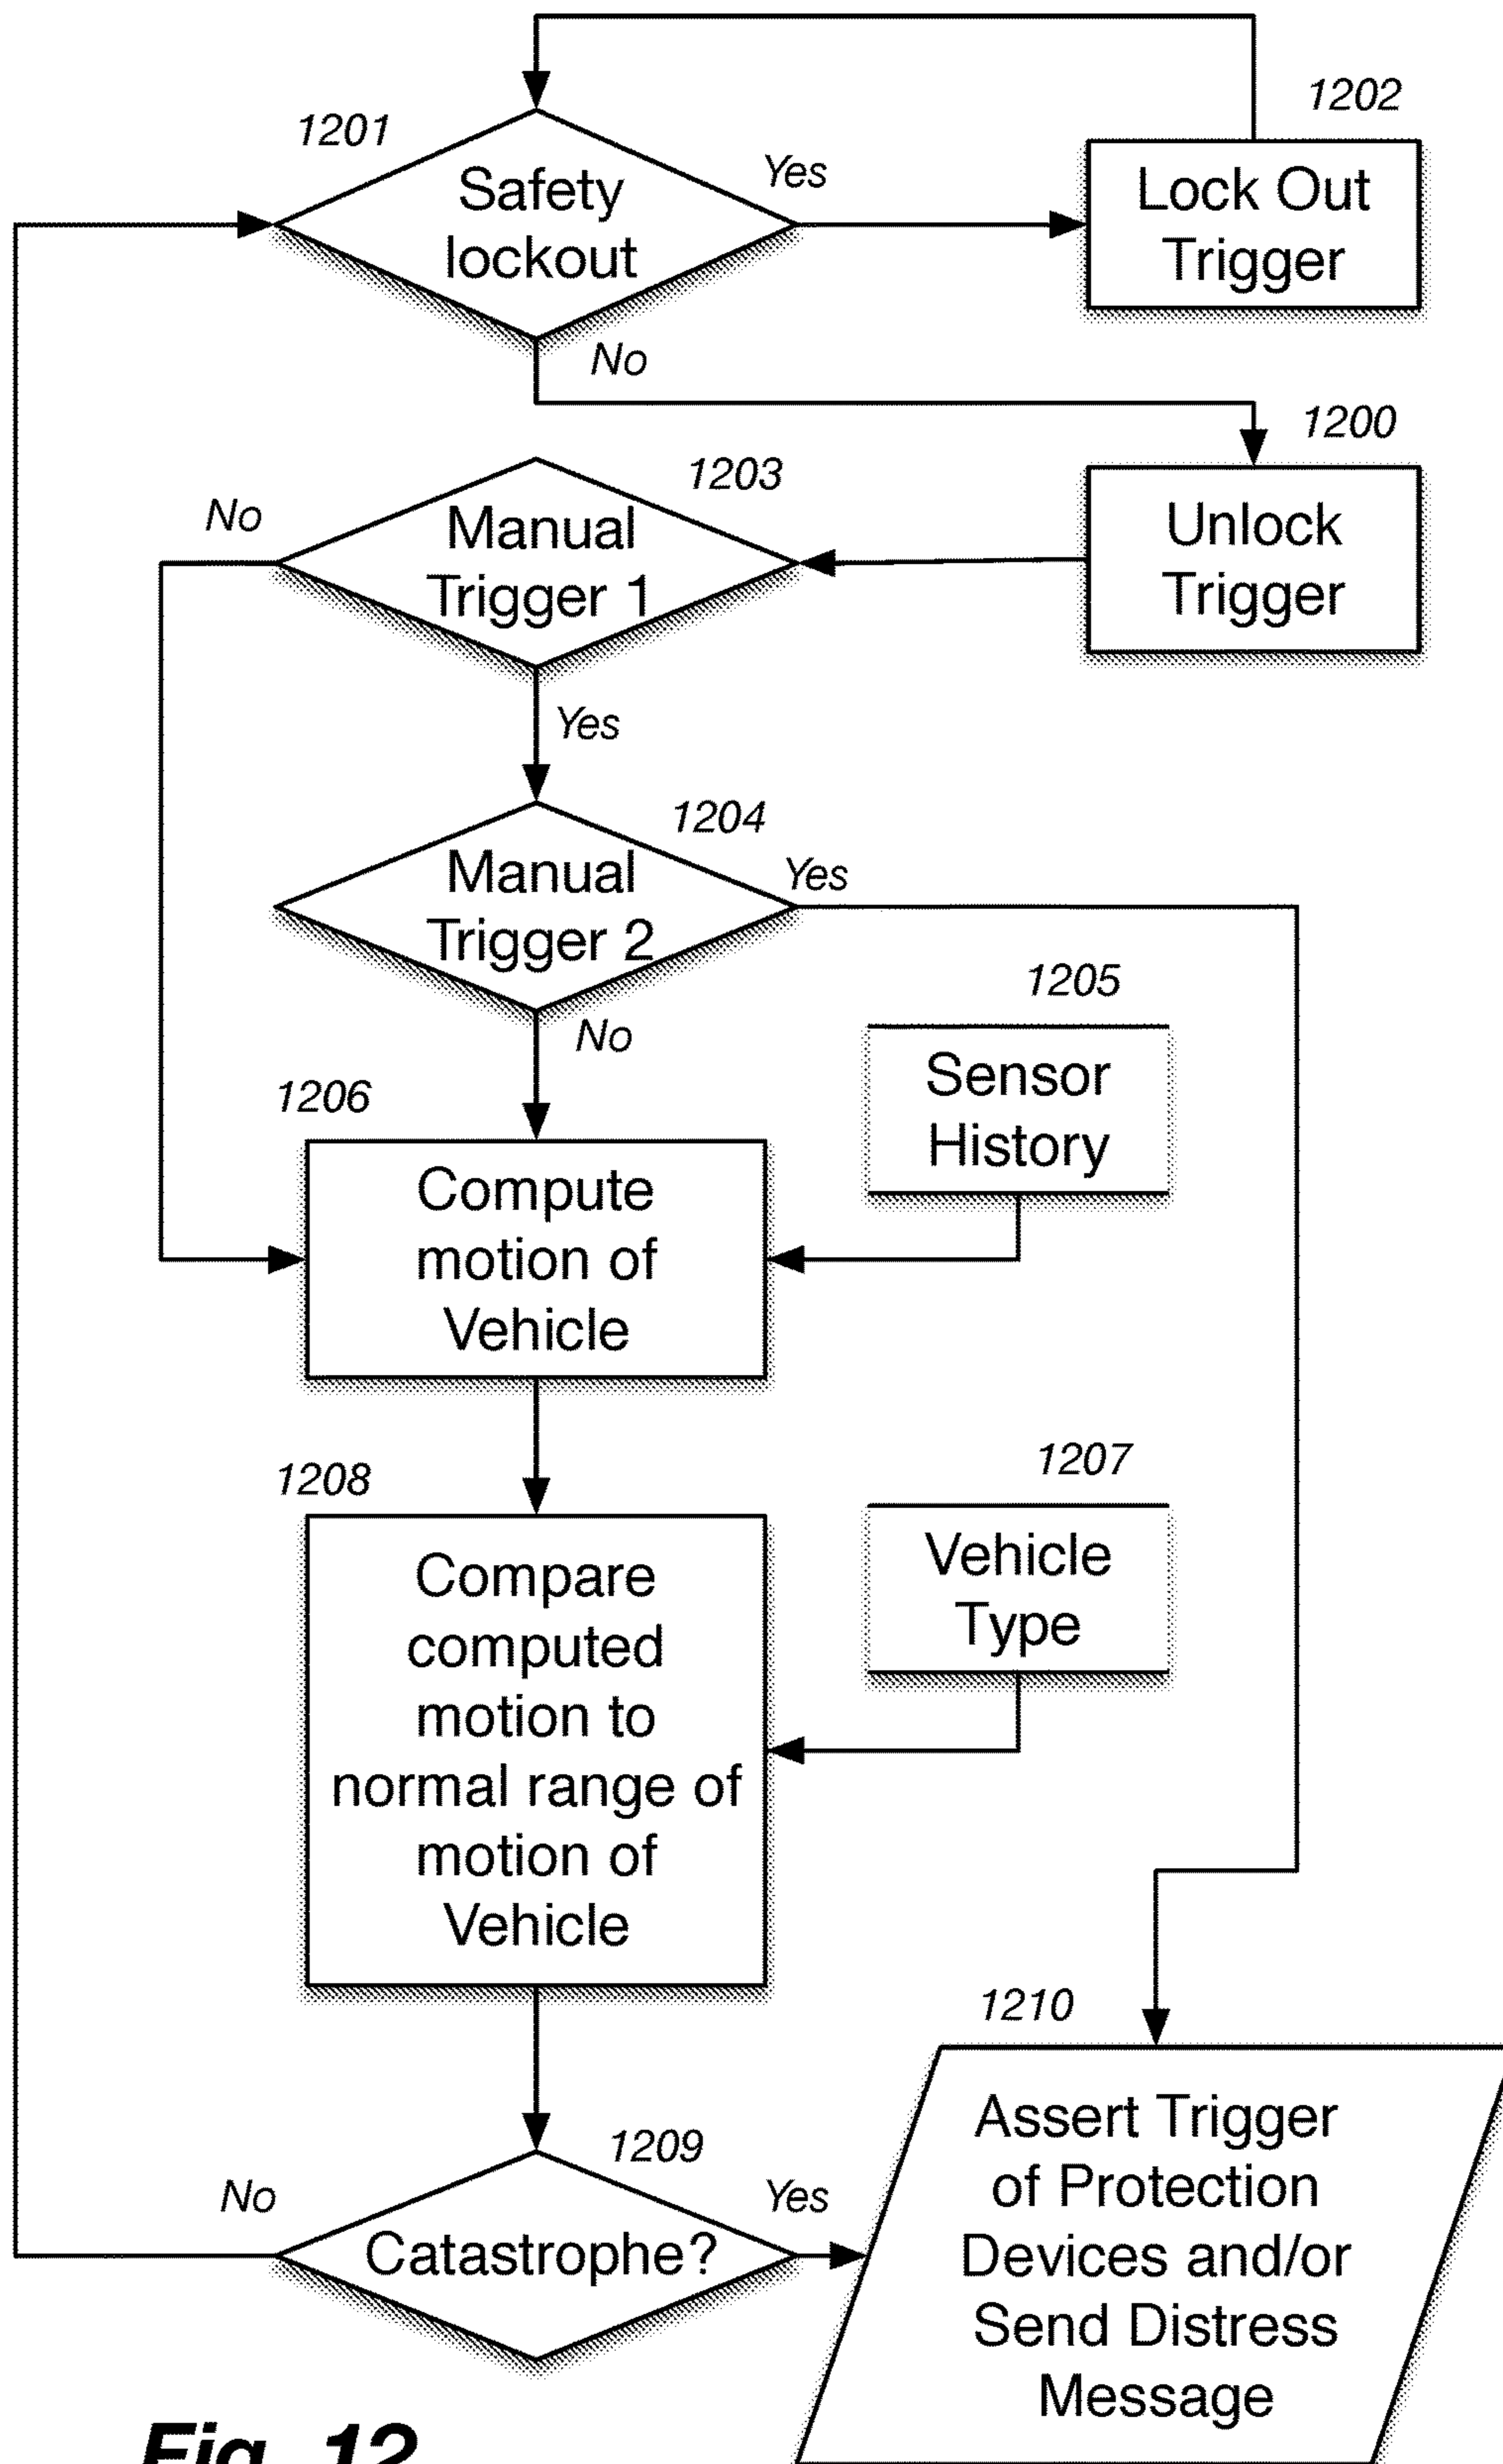 1201
Safety
lockout
Yes
1202
Lock Out
Trigger
No
1200
Unlock
Trigger
1203
No
Manual
Trigger 1
Yes
1204
Manual
Trigger 2
Yes
No
1205
Sensor
History
1206
Compute
motion of
Vehicle
1207
Vehicle
Type
1208
Compare
computed
motion to
normal range of
motion of
Vehicle
1209
No
Catastrophe?
Yes
1210
Assert Trigger
of Protection
Devices and/or
Send Distress
Message
Fig. 12